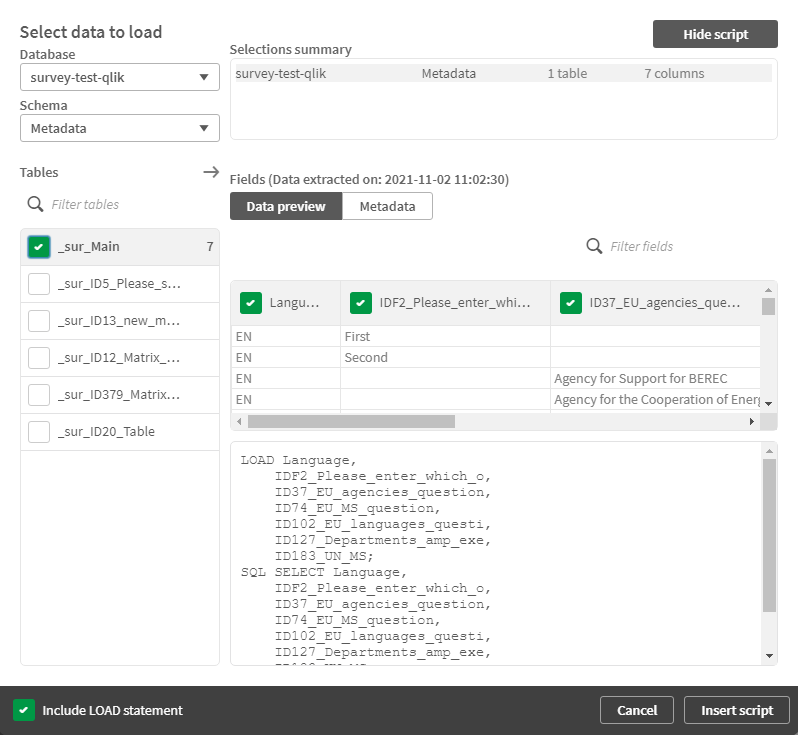 Select data to load
Hide script
Database
survey-test-qlik
Schema
Metadata
Selections summary
survey-test-qlik Metadata 1 table 7 columns
Tables
Filter tables
_sur_Main 7
_sur_ID5_Please_s...
_sur_ID13_new_m...
_sur_ID12_Matrix_...
_sur_ID379_Matrix...
_sur_ID20_Table
Fields (Data extracted on: 2021-11-02 11:02:30)
Data preview Metadata
Filter fields
Langu... IDF2_Please_enter_whi... ID37_EU_agencies_que...
EN First
EN Second
EN Agency for Support for BEREC
EN Agency for the Cooperation of Energ
LOAD Language,
IDF2_Please_enter_which_o,
ID37_EU_agencies_question,
ID74_EU_MS_question,
ID102_EU_languages_questi,
ID127_Departments_amp_exe,
ID183_UN_MS;
SQL SELECT Language,
IDF2_Please_enter_which_o,
ID37_EU_agencies_question,
ID74_EU_MS_question,
ID102_EU_languages_questi,
ID127_Departments_amp_exe,
Include LOAD statement
Cancel Insert script